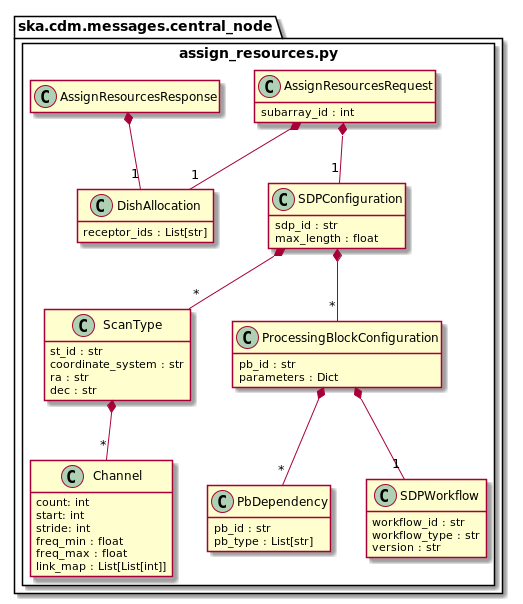 ska.cdm.messages.central_node
assign_resources.py
C AssignResourcesResponse
C AssignResourcesRequest
subarray_id : int
1
1
C DishAllocation
receptor_ids : List[str]
C SDPConfiguration
sdp_id : str
max_length : float
*
*
C ScanType
st_id : str
coordinate_system : str
ra : str
dec : str
C ProcessingBlockConfiguration
pb_id : str
parameters : Dict
*
*
1
C Channel
count: int
start: int
stride: int
freq_min : float
freq_max : float
link_map : List[List[int]]
C PbDependency
pb_id : str
pb_type : List[str]
C SDPWorkflow
workflow_id : str
workflow_type : str
version : str